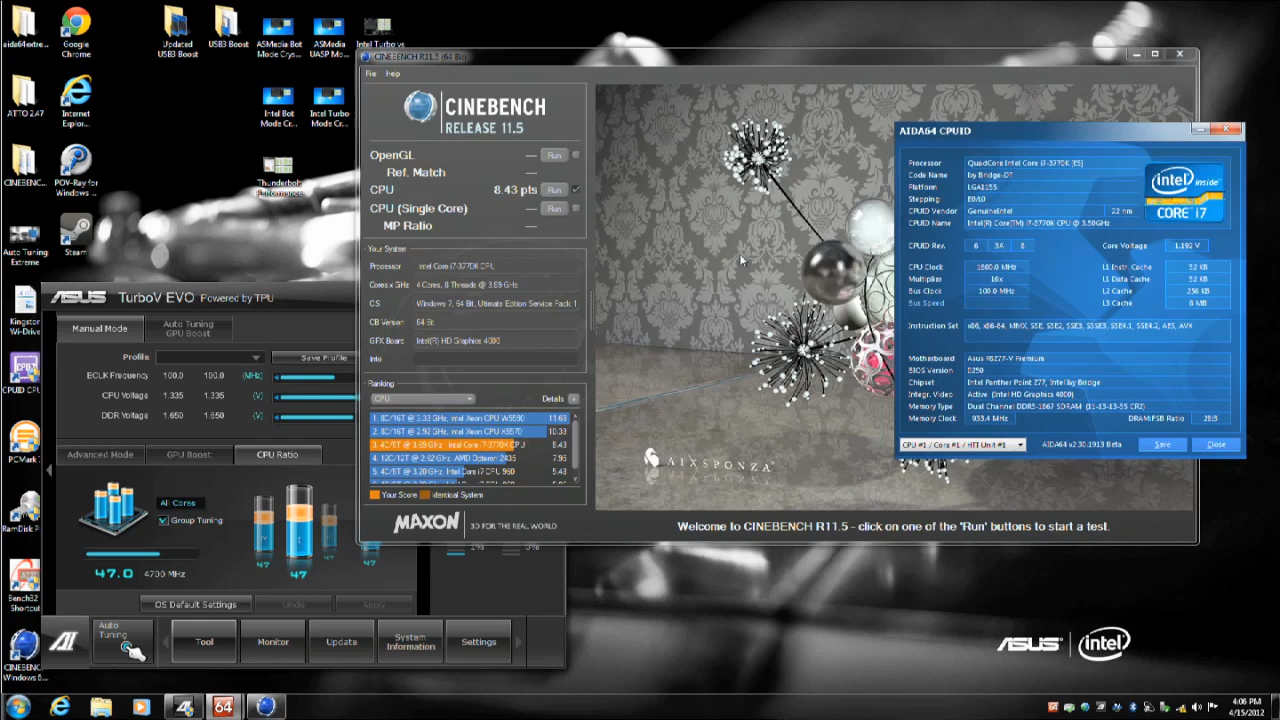 aida64extre...
Google
Chrome
Updated
USB3 Boost
USB3 Boost
ASMedia Bot
Mode Crys...
ASMedia
UASP Mo...
Intel Turbo vs
ATTO 2.47
Internet
Explor...
Intel Bot
Mode Cr...
Intel Turbo
Mode Cr...
CINEBENC...
POV-Ray for
Windows ...
Thunderbolt
Performance
Auto Tuning
Extreme
Steam
Kingston
Wi-Drive
CPUID CPU
PCMark
RamDisk P
Bench32
Shortcut
CINEBENC
Windows 6...
CINEBENCH R11.5 (64 Bit)
File Help
CINEBENCH
RELEASE 11.5
OpenGL — Run
Ref. Match —
CPU 8.43 pts Run
CPU (Single Core) — Run
MP Ratio —
Your System
Processor Intel Core i7-3770K CPU
Cores x GHz 4 Cores, 8 Threads @ 3.69 GHz
OS Windows 7, 64 Bit, Ultimate Edition Service Pack 1
CB Version 64 Bit
GFX Board Intel(R) HD Graphics 4000
Info
Ranking
CPU Details
1. 8C/16T @ 3.33 GHz, Intel Xeon CPU W5590 11.63
2. 8C/16T @ 2.92 GHz, Intel Xeon CPU X5570 10.33
3. 4C/8T @ 3.69 GHz, Intel Core i7-3770K CPU 8.43
4. 12C/12T @ 2.62 GHz, AMD Opteron 2435 7.95
5. 4C/8T @ 3.20 GHz, Intel Core i7 CPU 960 5.43
Your Score Identical System
MAXON 3D FOR THE REAL WORLD
AIXSPONZA
Welcome to CINEBENCH R11.5 - click on one of the 'Run' buttons to start a test.
AIDA64 CPUID
Processor QuadCore Intel Core i7-3770K [ES]
Code Name Ivy Bridge-DT
Platform LGA1155
Stepping E0/L0
CPUID Vendor GenuineIntel 22 nm
CPUID Name Intel(R) Core(TM) i7-3770K CPU @ 3.50GHz
intel inside
CORE i7
CPUID Rev. 6 3A 8 Core Voltage 1.192 V
CPU Clock 1600.0 MHz L1 Instr. Cache 32 KB
Multiplier 16x L1 Data Cache 32 KB
Bus Clock 100.0 MHz L2 Cache 256 KB
Bus Speed L3 Cache 8 MB
Instruction Set x86, x86-64, MMX, SSE, SSE2, SSE3, SSSE3, SSE4.1, SSE4.2, AES, AVX
Motherboard Asus P8Z77-V Premium
BIOS Version 0250
Chipset Intel Panther Point Z77, Intel Ivy Bridge
Integr. Video Active (Intel HD Graphics 4000)
Memory Type Dual Channel DDR3-1867 SDRAM (11-13-13-35 CR2)
Memory Clock 933.4 MHz DRAM:FSB Ratio 28:3
CPU #1 / Core #1 / HTT Unit #1 AIDA64 v2.30.1913 Beta Save Close
ASUS TurboV EVO Powered by TPU
Manual Mode
Auto Tuning
GPU Boost
Profile Save Profile
BCLK Frequency 100.0 100.0 (MHz)
CPU Voltage 1.335 1.335 (V)
DDR Voltage 1.650 1.650 (V)
Advanced Mode GPU Boost CPU Ratio
All Cores
Group Tuning
47.0 4700 MHz
47 47 47 47
1% 0%
OS Default Settings Undo Apply
AI Auto
Tuning
Tool Monitor Update System
Information Settings
ASUS intel
64
4:06 PM
4/15/2012